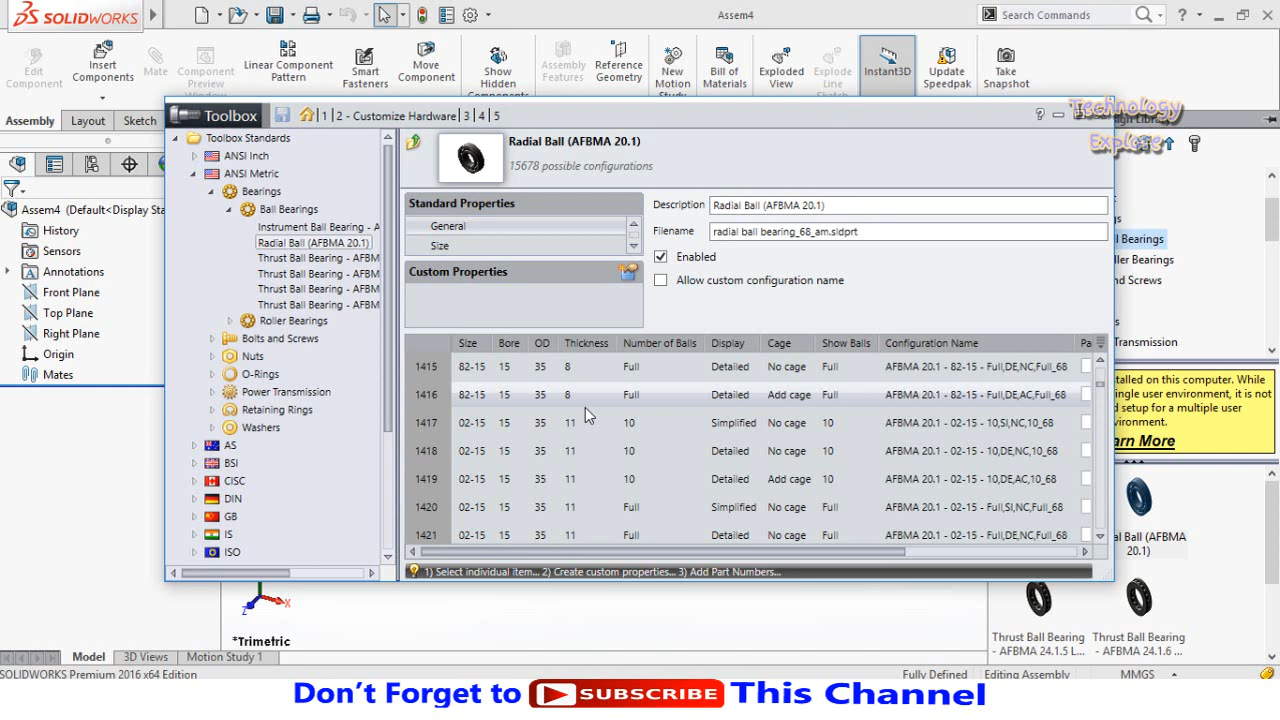 SOLIDWORKS
Assem4
Search Commands
Edit Component
Insert Components
Mate
Component Preview Window
Linear Component Pattern
Smart Fasteners
Move Component
Show Hidden Components
Assembly Features
Reference Geometry
New Motion Study
Bill of Materials
Exploded View
Explode Line Sketch
Instant3D
Update Speedpak
Take Snapshot
Assembly
Layout
Sketch
Assem4 (Default<Display Sta
History
Sensors
Annotations
Front Plane
Top Plane
Right Plane
Origin
Mates
Toolbox
1 2 - Customize Hardware 3 4 5
Technology
Explore
Toolbox Standards
ANSI Inch
ANSI Metric
Bearings
Ball Bearings
Instrument Ball Bearing - A
Radial Ball (AFBMA 20.1)
Thrust Ball Bearing - AFBM
Thrust Ball Bearing - AFBM
Thrust Ball Bearing - AFBM
Thrust Ball Bearing - AFBM
Roller Bearings
Bolts and Screws
Nuts
O-Rings
Power Transmission
Retaining Rings
Washers
AS
BSI
CISC
DIN
GB
IS
ISO
Radial Ball (AFBMA 20.1)
15678 possible configurations
Standard Properties
General
Size
Custom Properties
Description Radial Ball (AFBMA 20.1)
Filename radial ball bearing_68_am.sldprt
Enabled
Allow custom configuration name
Size Bore OD Thickness Number of Balls Display Cage Show Balls Configuration Name Pa
1415 82-15 15 35 8 Full Detailed No cage Full AFBMA 20.1 - 82-15 - Full,DE,NC,Full_68
1416 82-15 15 35 8 Full Detailed Add cage Full AFBMA 20.1 - 82-15 - Full,DE,AC,Full_68
1417 02-15 15 35 11 10 Simplified No cage 10 AFBMA 20.1 - 02-15 - 10,SI,NC,10_68
1418 02-15 15 35 11 10 Detailed No cage 10 AFBMA 20.1 - 02-15 - 10,DE,NC,10_68
1419 02-15 15 35 11 10 Detailed Add cage 10 AFBMA 20.1 - 02-15 - 10,DE,AC,10_68
1420 02-15 15 35 11 Full Simplified No cage Full AFBMA 20.1 - 02-15 - Full,SI,NC,Full_68
1421 02-15 15 35 11 Full Detailed No cage Full AFBMA 20.1 - 02-15 - Full,DE,NC,Full_68
1) Select individual item... 2) Create custom properties... 3) Add Part Numbers...
ign Library
l Bearings
ller Bearings
nd Screws
talled on this computer. While
ngle user environment, it is not
d setup for a multiple user
vironment.
arn More
al Ball (AFBMA
20.1)
Thrust Ball Bearing - AFBMA 24.1.5 L...
Thrust Ball Bearing - AFBMA 24.1.6 ...
Z X
*Trimetric
Model
3D Views
Motion Study 1
SOLIDWORKS Premium 2016 x64 Edition
Fully Defined
Editing Assembly
MMGS
Don't Forget to SUBSCRIBE This Channel